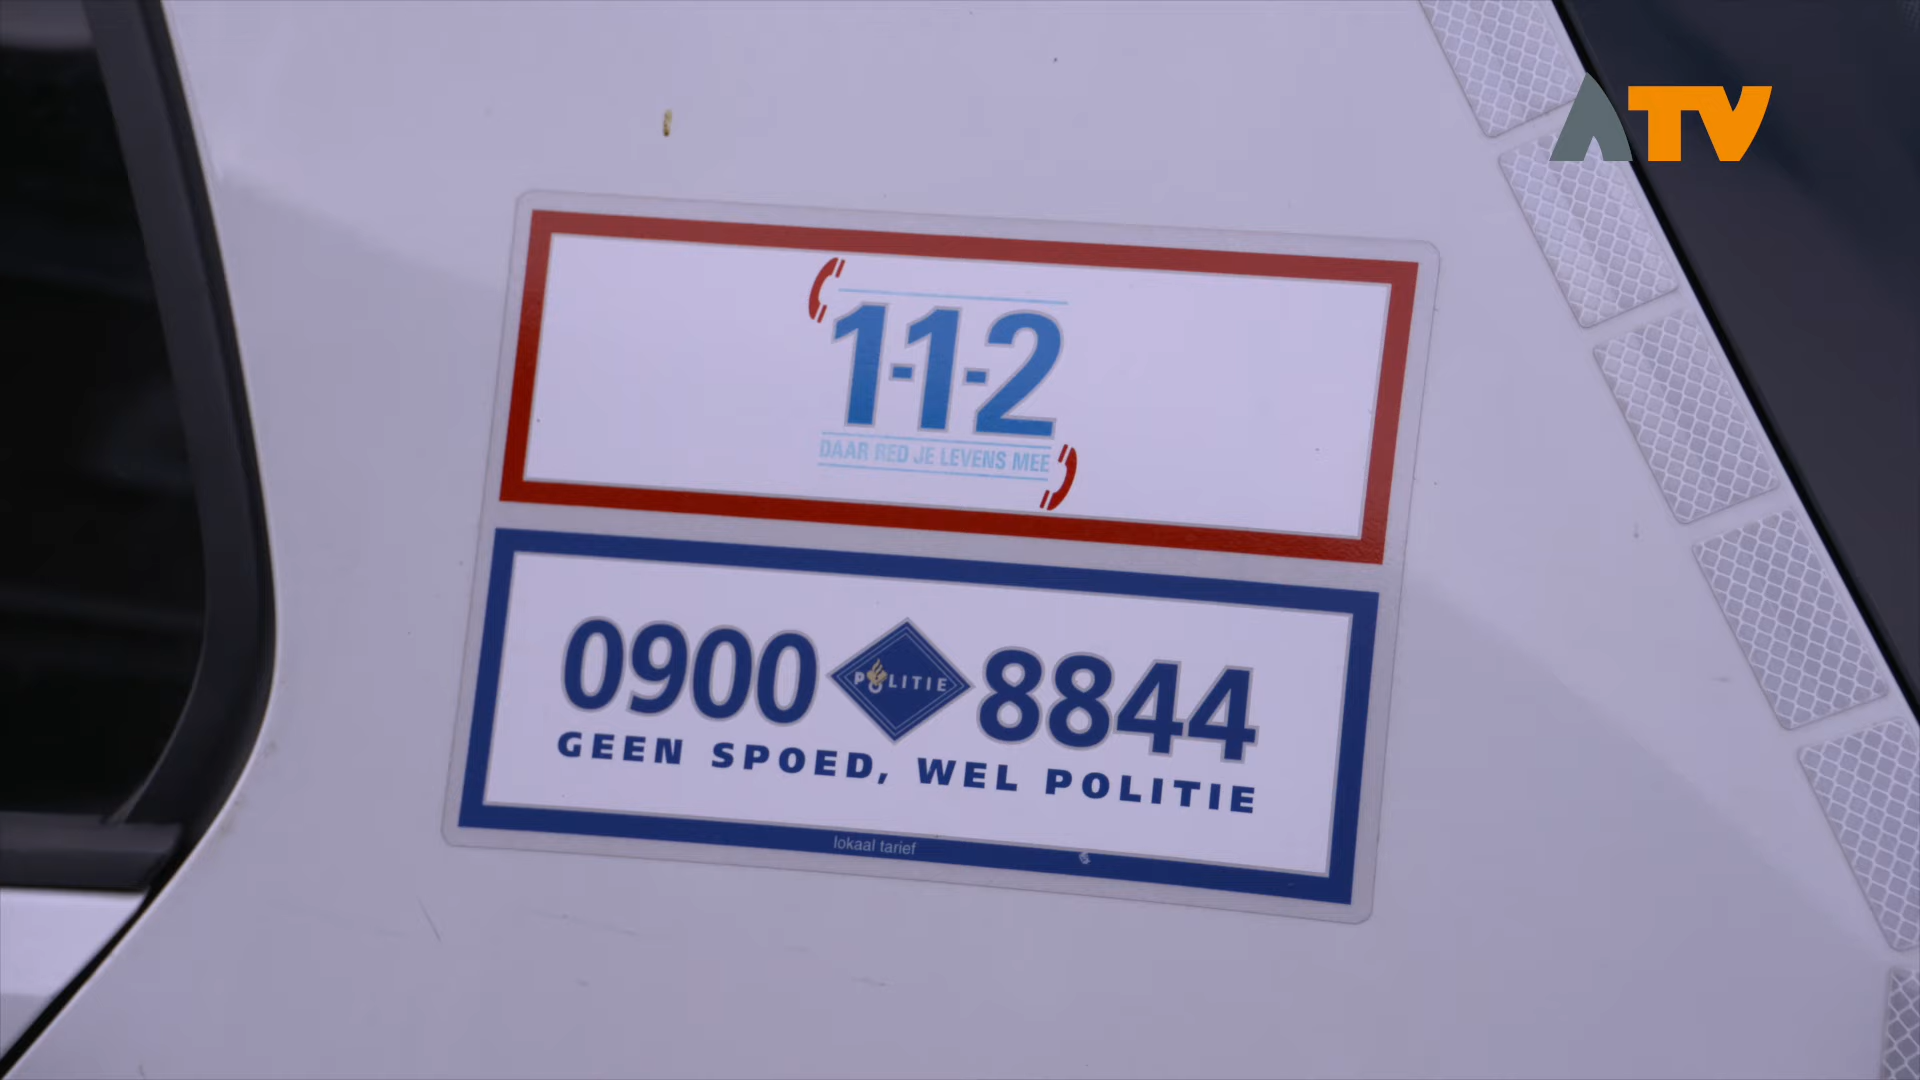 ATV
1-1-2
DAAR RED JE LEVENS MEE
0900 POLITIE 8844
GEEN SPOED, WEL POLITIE
lokaal tarief